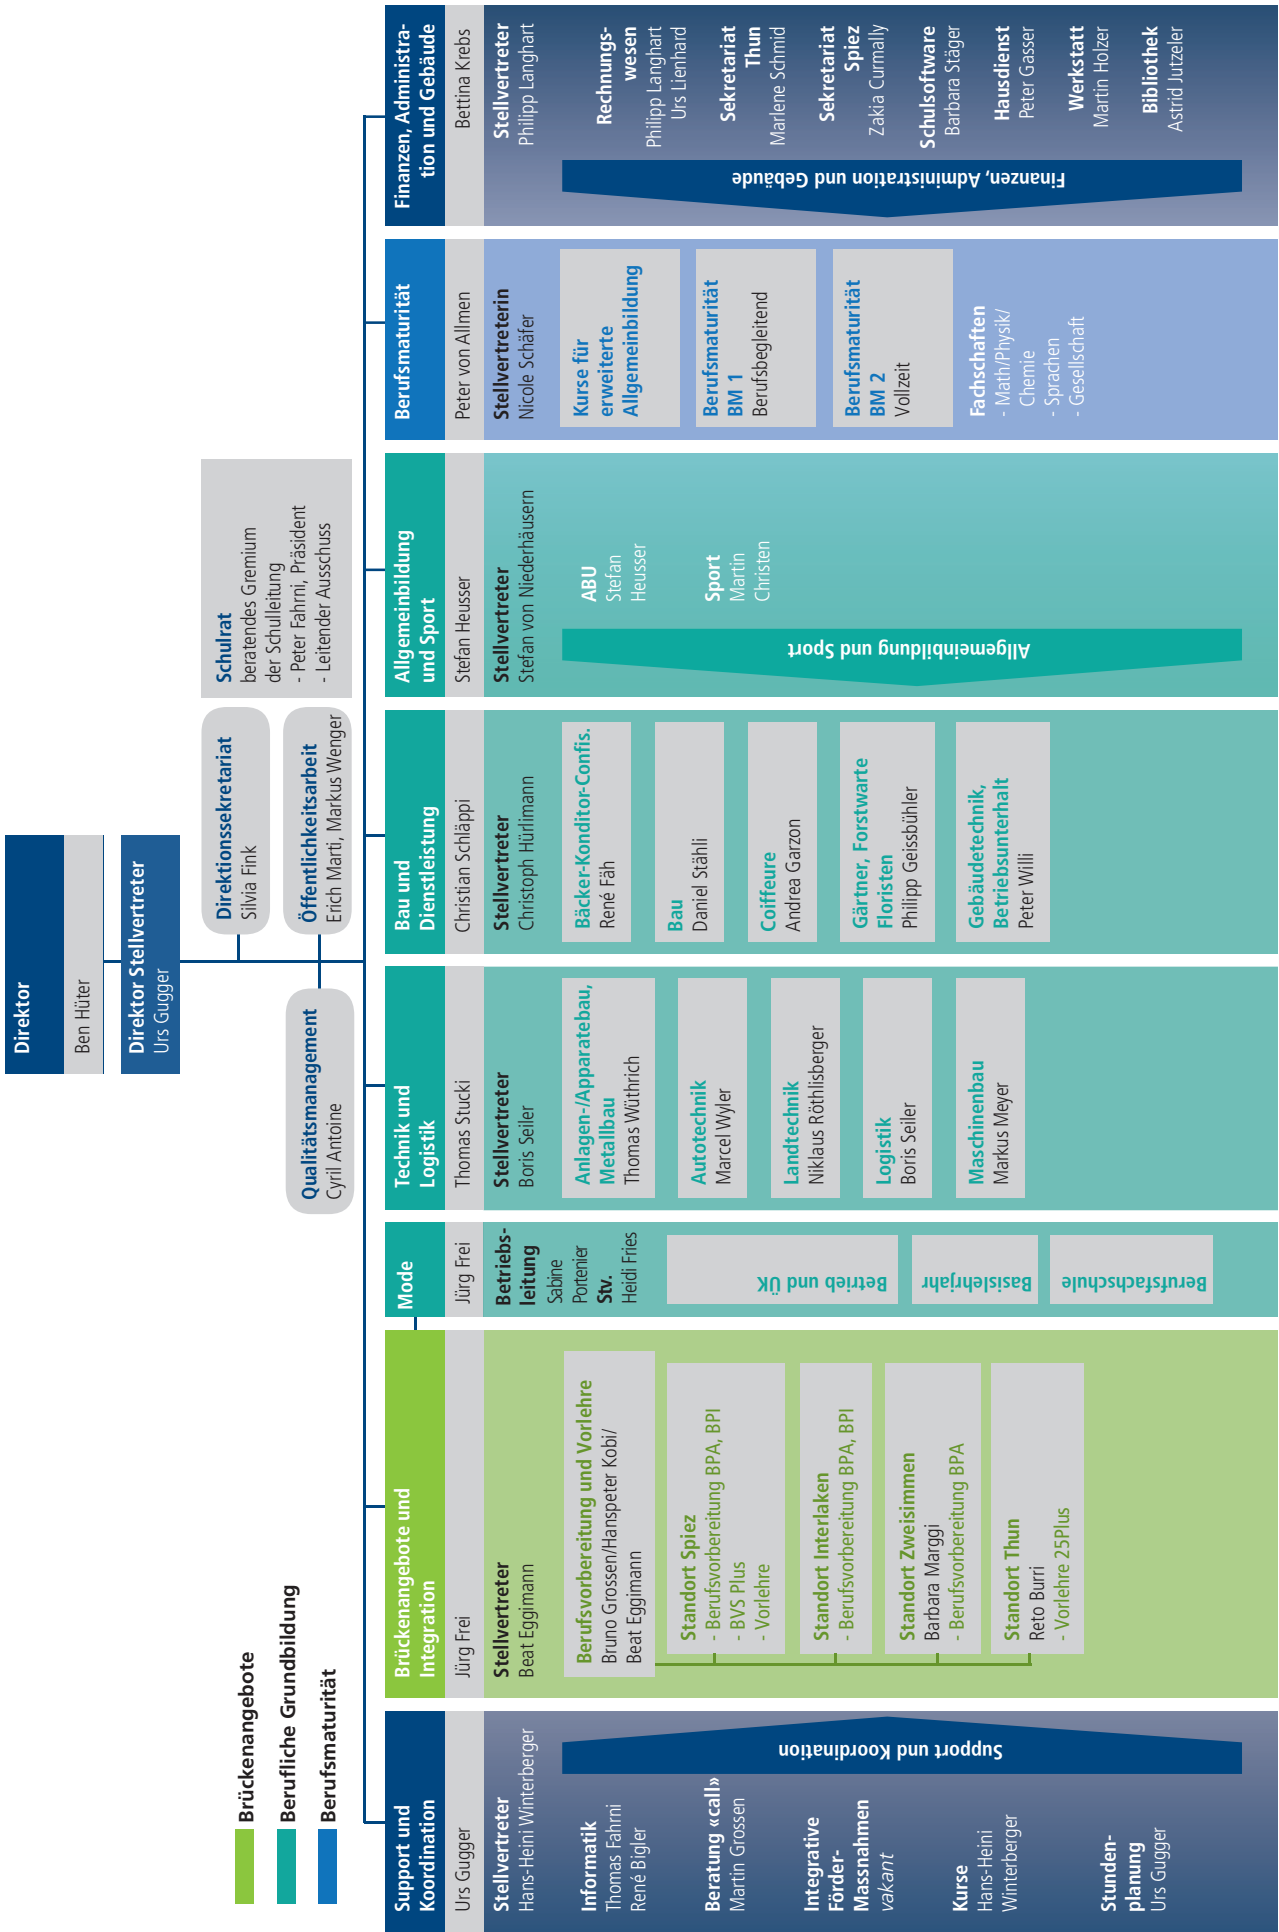 Direktor
Ben Hüter
Direktor Stellvertreter
Urs Gugger
Direktionssekretariat
Silvia Fink
Öffentlichkeitsarbeit
Erich Marti, Markus Wenger
Qualitätsmanagement
Cyril Antoine
Schulrat
beratendes Gremium
der Schulleitung
- Peter Fahrni, Präsident
- Leitender Ausschuss
Brückenangebote
Berufliche Grundbildung
Berufsmaturität
Support und
Koordination
Urs Gugger
Stellvertreter
Hans-Heini Winterberger
Informatik
Thomas Fahrni
René Bigler
Beratung «call»
Martin Grossen
Integrative
Förder-
Massnahmen
vakant
Kurse
Hans-Heini
Winterberger
Stunden-
planung
Urs Gugger
Support und Koordination
Brückenangebote und
Integration
Jürg Frei
Stellvertreter
Beat Eggimann
Berufsvorbereitung und Vorlehre
Bruno Grossen/Hanspeter Kobi/
Beat Eggimann
Standort Spiez
- Berufsvorbereitung BPA, BPI
- BVS Plus
- Vorlehre
Standort Interlaken
- Berufsvorbereitung BPA, BPI
Standort Zweisimmen
Barbara Marggi
- Berufsvorbereitung BPA
Standort Thun
Reto Burri
- Vorlehre 25Plus
Mode
Jürg Frei
Betriebs-
leitung
Sabine
Portenier
Stv.
Heidi Fries
Betrieb und ÜK
Basislehrjahr
Berufsfachschule
Technik und
Logistik
Thomas Stucki
Stellvertreter
Boris Seiler
Anlagen-/Apparatebau,
Metallbau
Thomas Wüthrich
Autotechnik
Marcel Wyler
Landtechnik
Niklaus Röthlisberger
Logistik
Boris Seiler
Maschinenbau
Markus Meyer
Bau und
Dienstleistung
Christian Schläppi
Stellvertreter
Christoph Hürlimann
Bäcker-Konditor-Confis.
René Fäh
Bau
Daniel Stähli
Coiffeure
Andrea Garzon
Gärtner, Forstwarte
Floristen
Philipp Geissbühler
Gebäudetechnik,
Betriebsunterhalt
Peter Willi
Allgemeinbildung
und Sport
Stefan Heusser
Stellvertreter
Stefan von Niederhäusern
ABU
Stefan
Heusser
Sport
Martin
Christen
Allgemeinbildung und Sport
Berufsmaturität
Peter von Allmen
Stellvertreterin
Nicole Schäfer
Kurse für
erweiterte
Allgemeinbildung
Berufsmaturität
BM 1
Berufsbegleitend
Berufsmaturität
BM 2
Vollzeit
Fachschaften
- Math/Physik/
Chemie
- Sprachen
- Gesellschaft
Finanzen, Administra-
tion und Gebäude
Bettina Krebs
Stellvertreter
Philipp Langhart
Rechnungs-
wesen
Philipp Langhart
Urs Lienhard
Sekretariat
Thun
Marlene Schmid
Sekretariat
Spiez
Zakia Curmally
Schulsoftware
Barbara Stäger
Hausdienst
Peter Gasser
Werkstatt
Martin Holzer
Bibliothek
Astrid Jutzeler
Finanzen, Administration und Gebäude